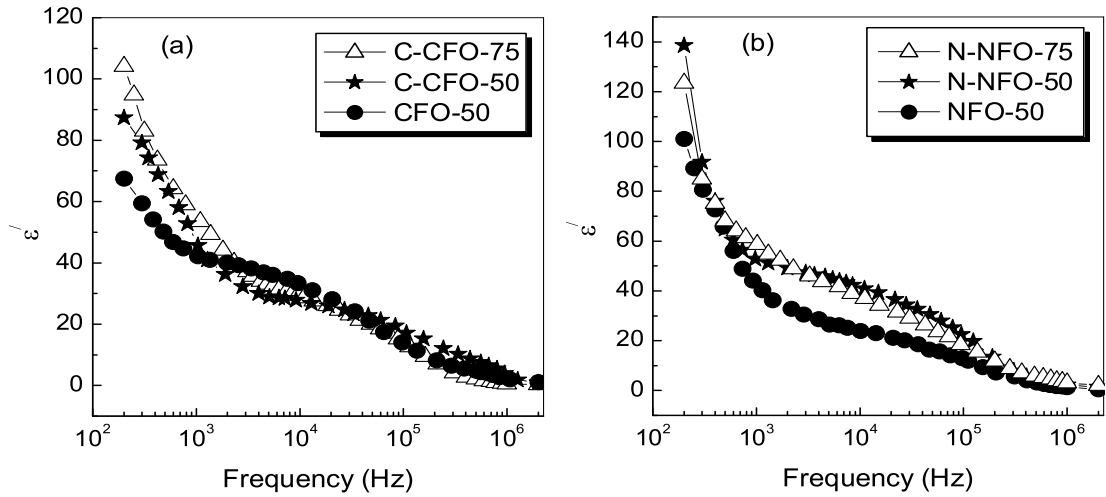 (a)
C-CFO-75
C-CFO-50
CFO-50
120
100
80
60
40
20
0
ε/
10²
10³
10⁴
10⁵
10⁶
Frequency (Hz)
(b)
N-NFO-75
N-NFO-50
NFO-50
140
120
100
80
60
40
20
0
ε/
10²
10³
10⁴
10⁵
10⁶
Frequency (Hz)